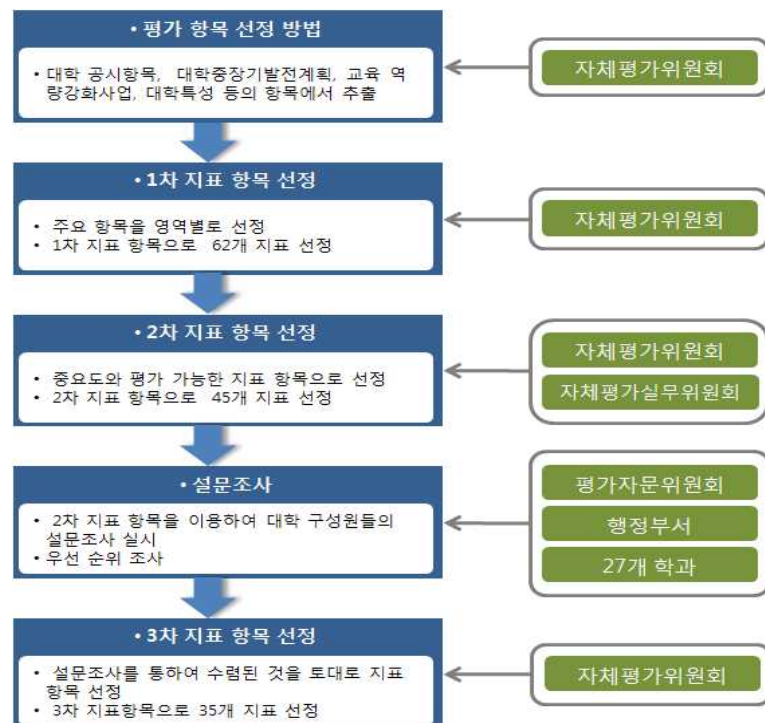 • 평가 항목 선정 방법
• 대학 공시항목, 대학중장기발전계획, 교육 역
량강화사업, 대학특성 등의 항목에서 추출
자체평가위원회
• 1차 지표 항목 선정
• 주요 항목을 영역별로 선정
• 1차 지표 항목으로 62개 지표 선정
자체평가위원회
• 2차 지표 항목 선정
• 중요도와 평가 가능한 지표 항목으로 선정
• 2차 지표 항목으로 45개 지표 선정
자체평가위원회
자체평가실무위원회
• 설문조사
• 2차 지표 항목을 이용하여 대학 구성원들의
설문조사 실시
• 우선 순위 조사
평가자문위원회
행정부서
27개 학과
• 3차 지표 항목 선정
• 설문조사를 통하여 수렴된 것을 토대로 지표
항목 선정
• 3차 지표항목으로 35개 지표 선정
자체평가위원회